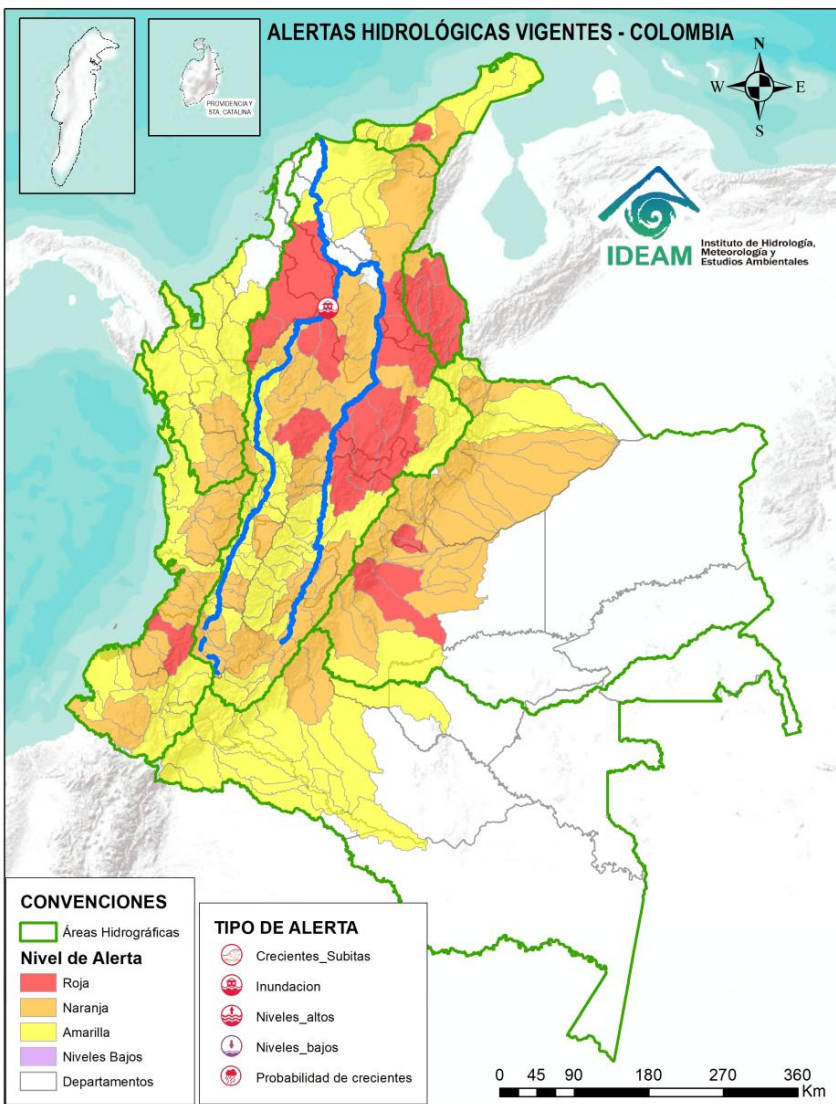 ALERTAS HIDROLÓGICAS VIGENTES - COLOMBIA
PROVIDENCIA Y
STA. CATALINA
N
W E
S
IDEAM
Instituto de Hidrología,
Meteorología y
Estudios Ambientales
CONVENCIONES
Áreas Hidrográficas
Nivel de Alerta
Roja
Naranja
Amarilla
Niveles Bajos
Departamentos
TIPO DE ALERTA
Crecientes_Subitas
Inundacion
Niveles_altos
Niveles_bajos
Probabilidad de crecientes
0 45 90 180 270 360
Km